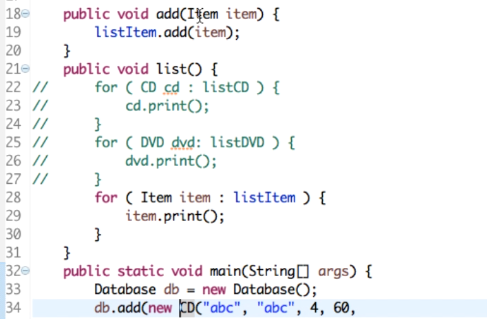 18 public void add(Item item) {
19 listItem.add(item);
20 }
21 public void list() {
22 // for ( CD cd : listCD ) {
23 // cd.print();
24 // }
25 // for ( DVD dvd: listDVD ) {
26 // dvd.print();
27 // }
28 for ( Item item : listItem ) {
29 item.print();
30 }
31 }
32 public static void main(String[] args) {
33 Database db = new Database();
34 db.add(new CD("abc", "abc", 4, 60,